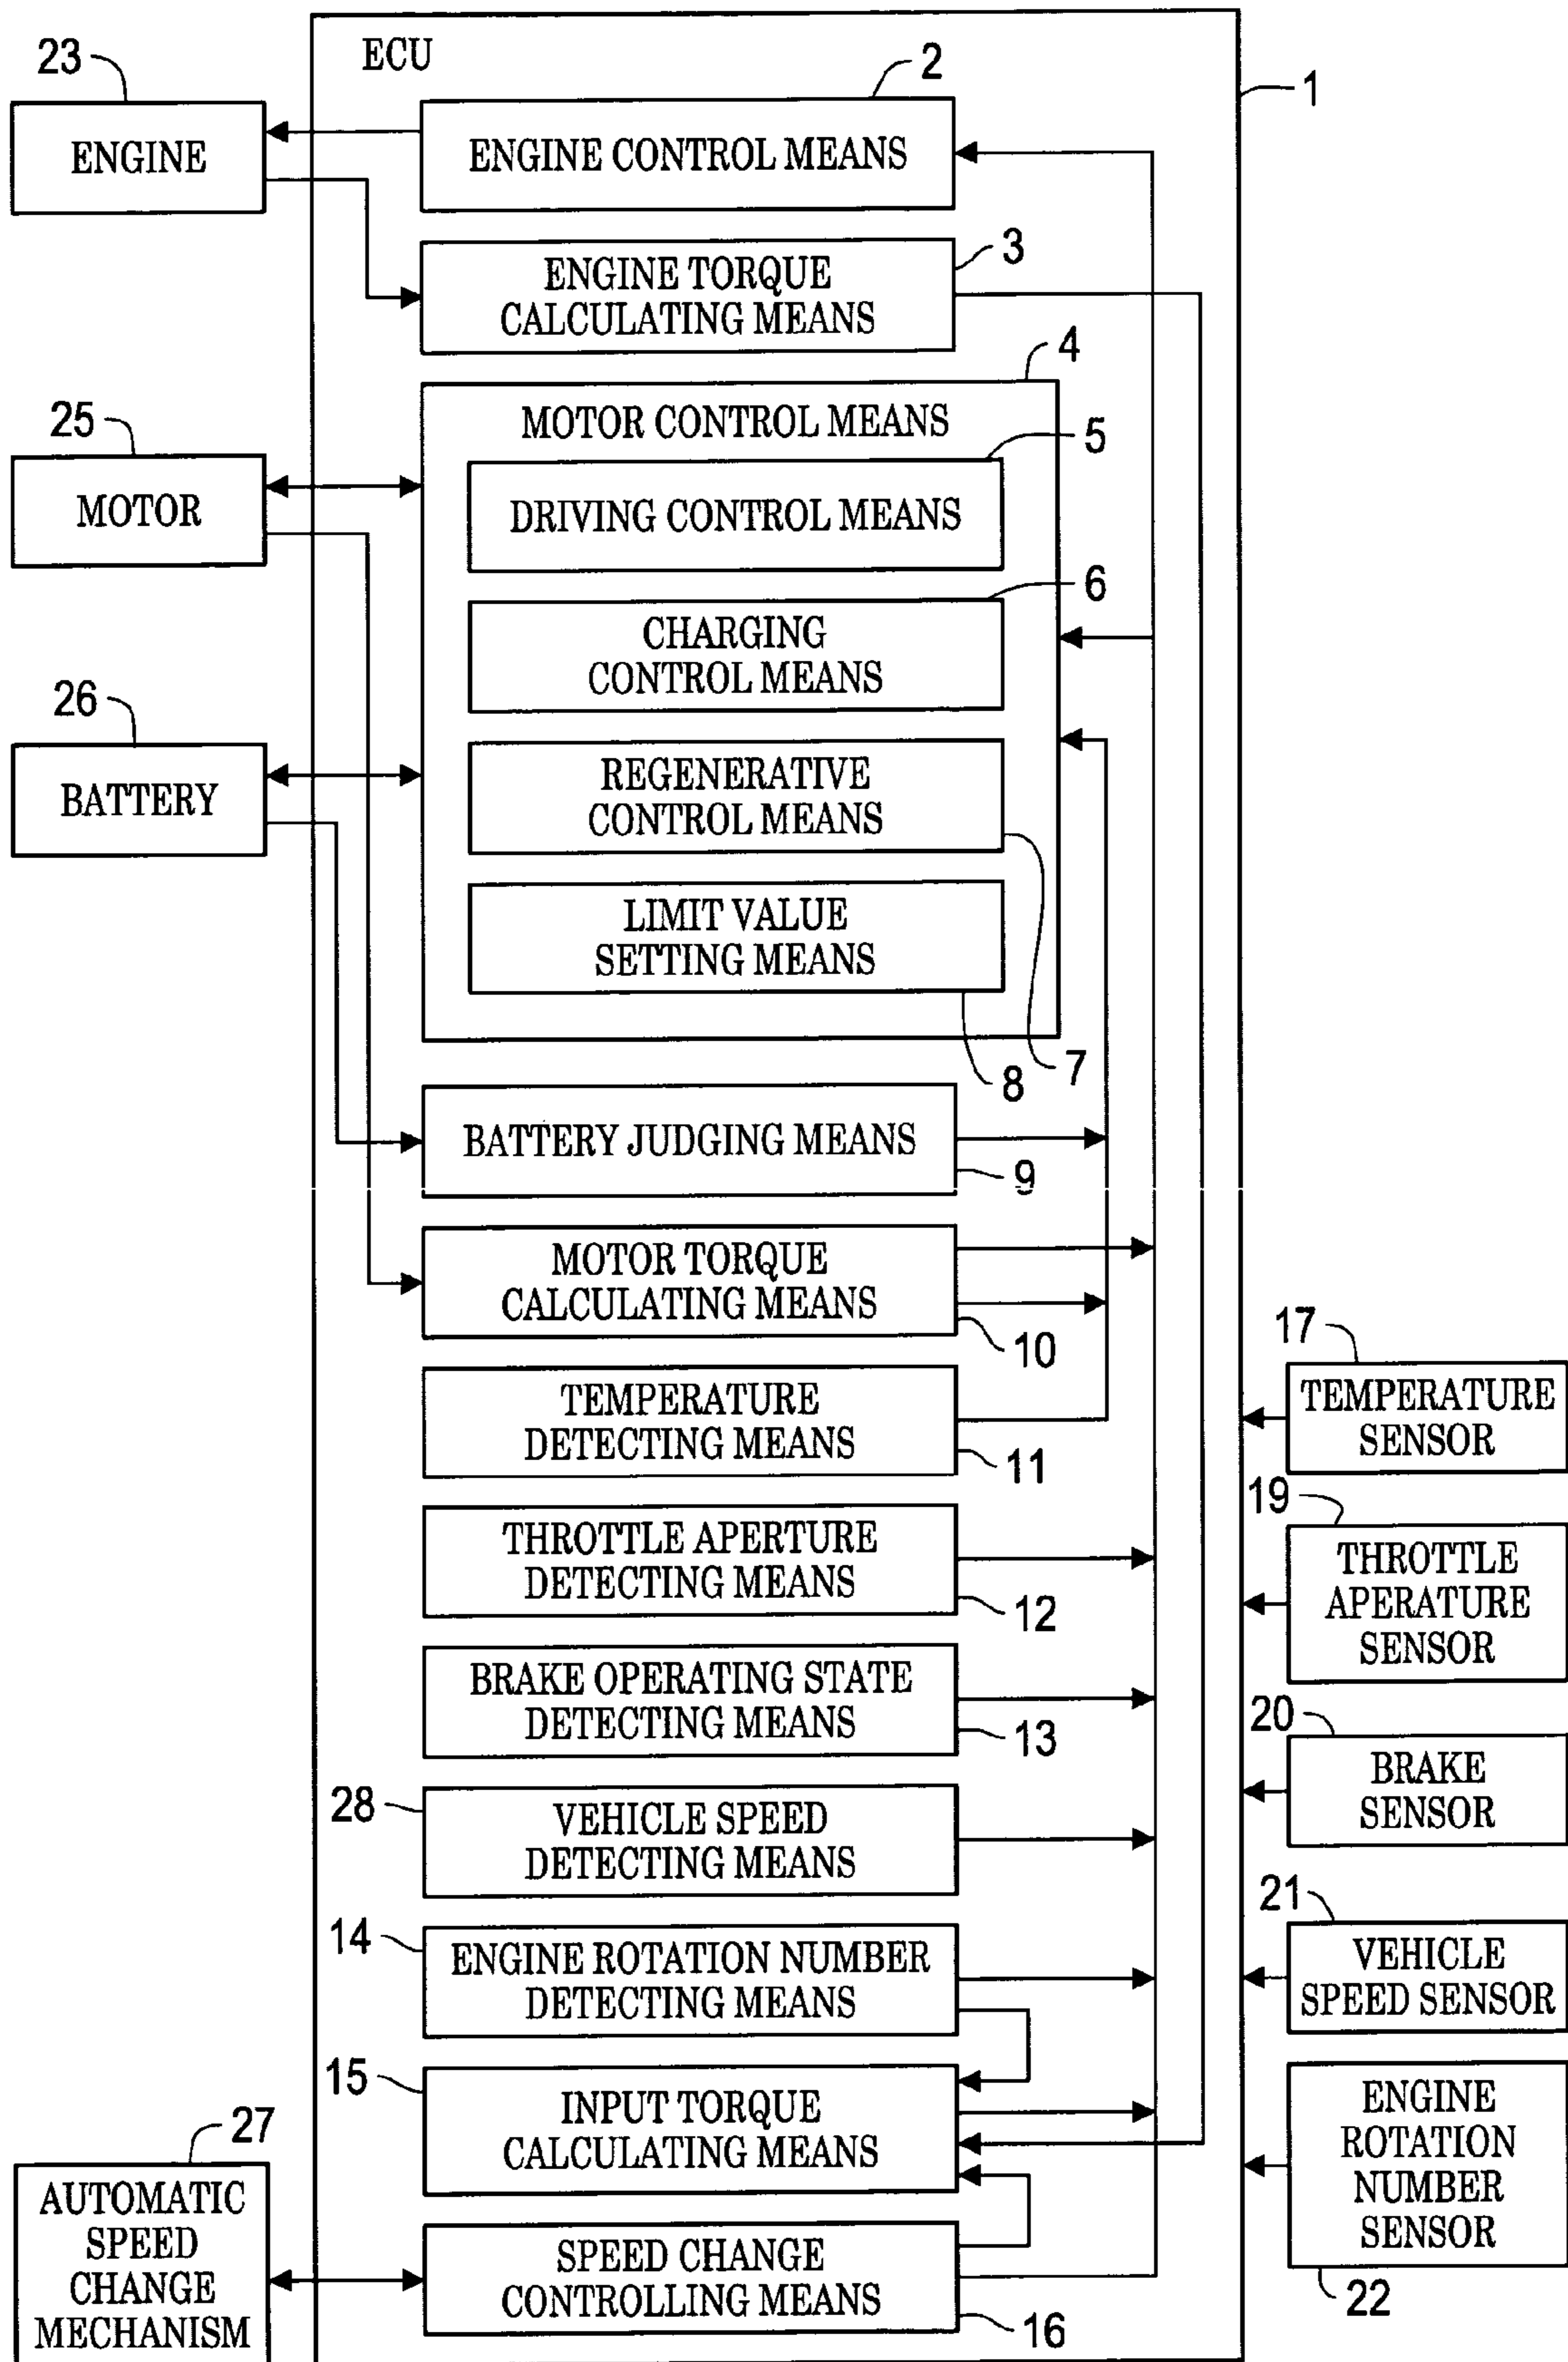 ECU
23
2
1
ENGINE
ENGINE CONTROL MEANS
3
ENGINE TORQUE
CALCULATING MEANS
4
25
MOTOR CONTROL MEANS
5
MOTOR
DRIVING CONTROL MEANS
6
CHARGING
CONTROL MEANS
26
BATTERY
REGENERATIVE
CONTROL MEANS
LIMIT VALUE
SETTING MEANS
7
8
BATTERY JUDGING MEANS
9
MOTOR TORQUE
CALCULATING MEANS
10
17
TEMPERATURE
DETECTING MEANS
11
TEMPERATURE
SENSOR
19
THROTTLE APERTURE
DETECTING MEANS
12
THROTTLE
APERATURE
SENSOR
BRAKE OPERATING STATE
DETECTING MEANS
13
20
BRAKE
SENSOR
28
VEHICLE SPEED
DETECTING MEANS
21
14
ENGINE ROTATION NUMBER
DETECTING MEANS
VEHICLE
SPEED SENSOR
15
INPUT TORQUE
CALCULATING MEANS
ENGINE
ROTATION
NUMBER
SENSOR
22
27
AUTOMATIC
SPEED
CHANGE
MECHANISM
SPEED CHANGE
CONTROLLING MEANS
16